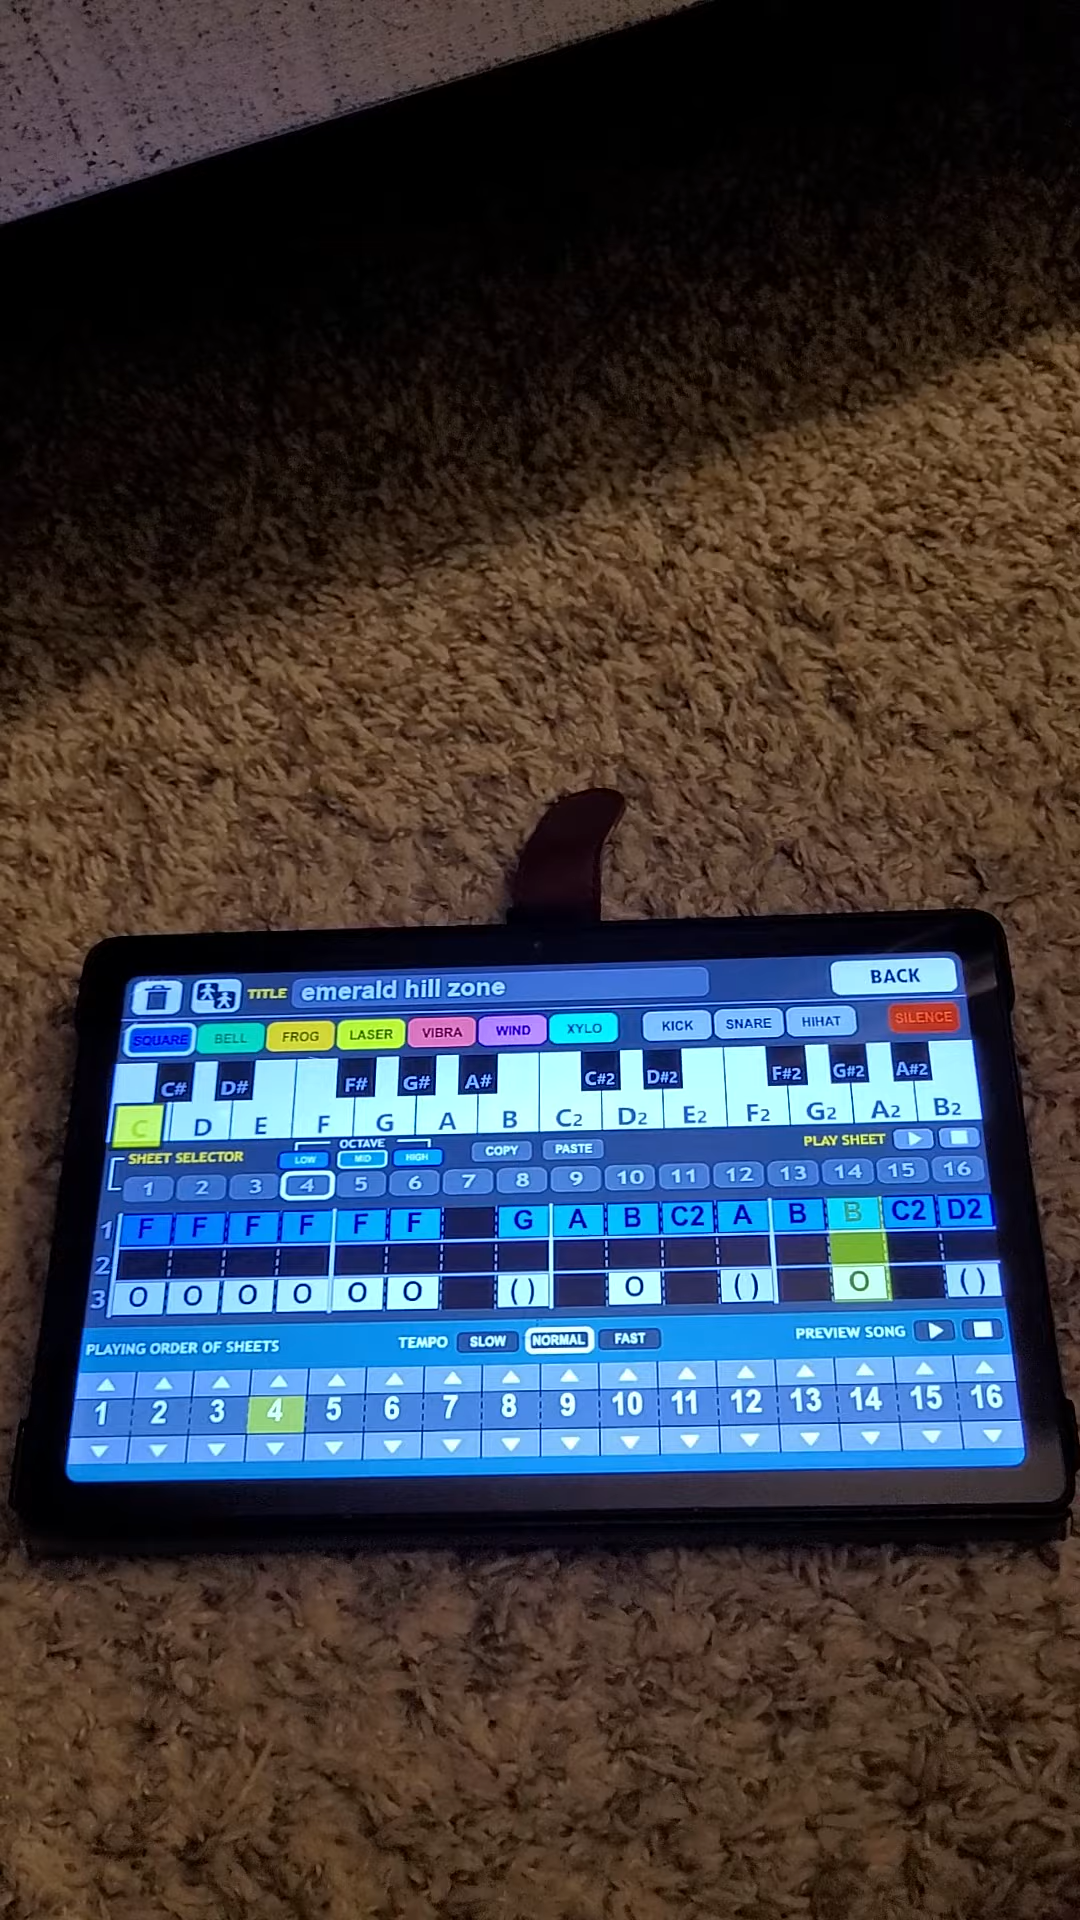 TITLE emerald hill zone BACK
SQUARE BELL FROG LASER VIBRA WIND XYLO KICK SNARE HIHAT SILENCE
C# D# F# G# A# C#2 D#2 F#2 G#2 A#2
C D E F G A B C2 D2 E2 F2 G2 A2 B2
SHEET SELECTOR OCTAVE LOW MID HIGH COPY PASTE PLAY SHEET
1 2 3 4 5 6 7 8 9 10 11 12 13 14 15 16
1 F F F F F F G A B C2 A B B C2 D2
2
3 O O O O O O ( ) O ( ) O ( )
PLAYING ORDER OF SHEETS TEMPO SLOW NORMAL FAST PREVIEW SONG
1 2 3 4 5 6 7 8 9 10 11 12 13 14 15 16